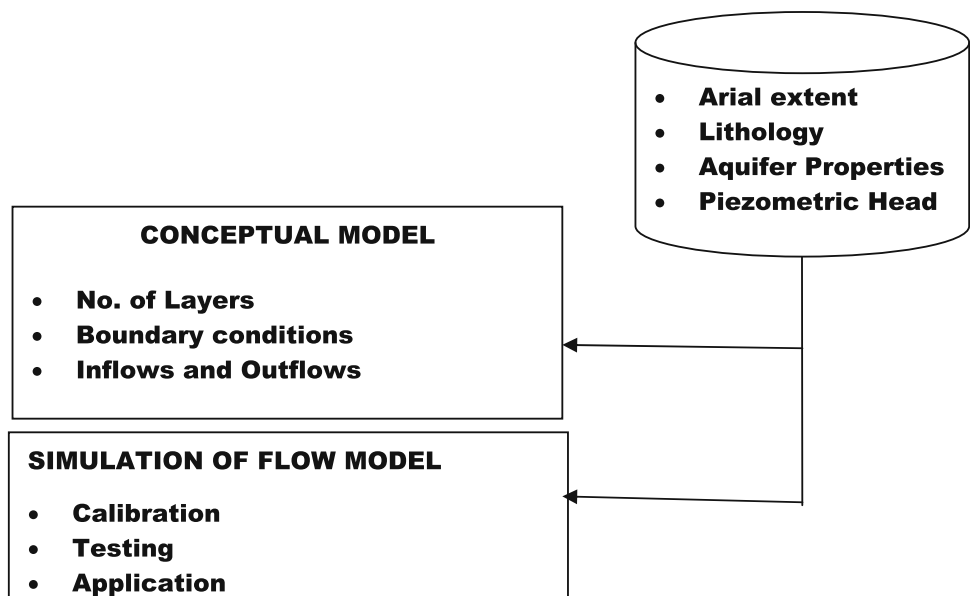 • Arial extent
• Lithology
• Aquifer Properties
• Piezometric Head
CONCEPTUAL MODEL
• No. of Layers
• Boundary conditions
• Inflows and Outflows
SIMULATION OF FLOW MODEL
• Calibration
• Testing
• Application